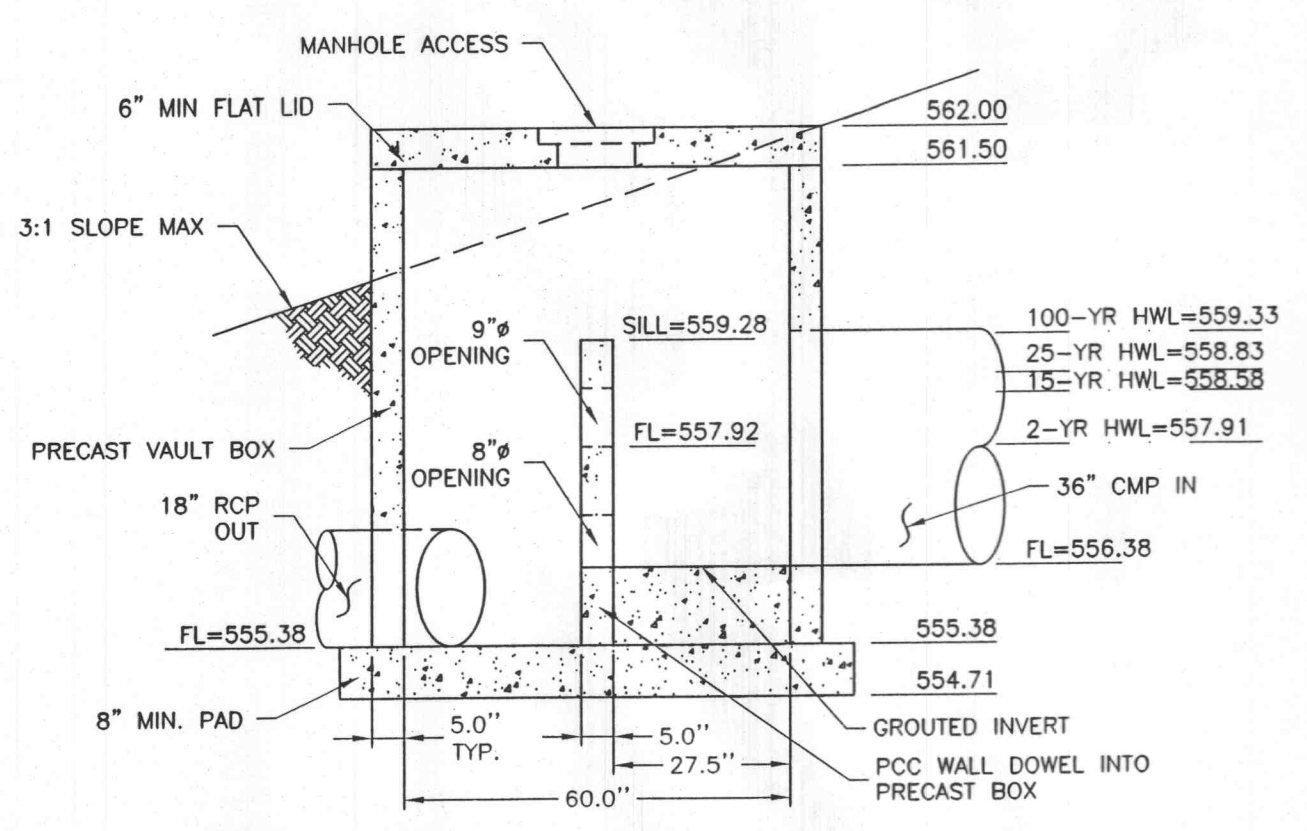 MANHOLE ACCESS
6" MIN FLAT LID
562.00
561.50
3:1 SLOPE MAX
9"ø
OPENING
SILL=559.28
100-YR HWL=559.33
25-YR HWL=558.83
15-YR HWL=558.58
FL=557.92
2-YR HWL=557.91
PRECAST VAULT BOX
8"ø
OPENING
18" RCP
OUT
36" CMP IN
FL=556.38
FL=555.38
555.38
554.71
8" MIN. PAD
5.0"
TYP.
5.0"
27.5"
60.0"
GROUTED INVERT
PCC WALL DOWEL INTO
PRECAST BOX